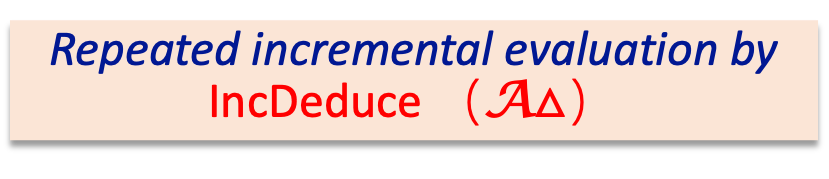 Repeated incremental evaluation by
IncDeduce （𝓐Δ）